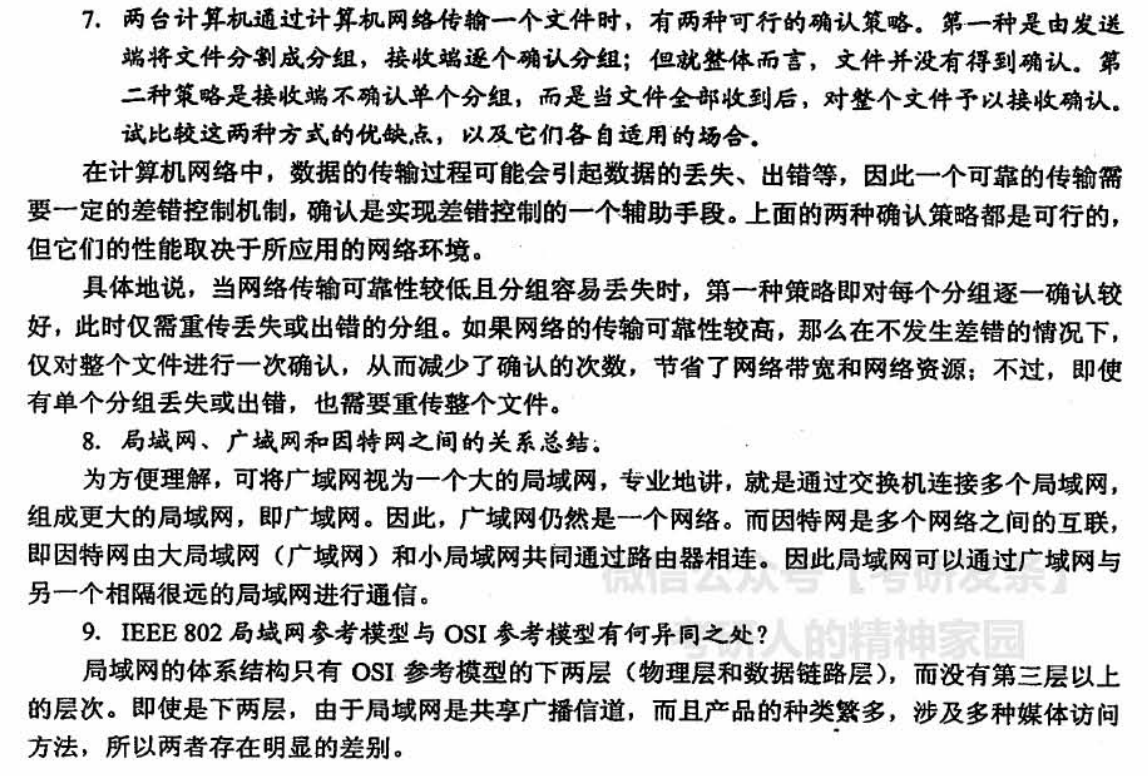 7. 两台计算机通过计算机网络传输一个文件时，有两种可行的确认策略。第一种是由发送
端将文件分割成分组，接收端逐个确认分组；但就整体而言，文件并没有得到确认。第
二种策略是接收端不确认单个分组，而是当文件全部收到后，对整个文件予以接收确认。
试比较这两种方式的优缺点，以及它们各自适用的场合。
在计算机网络中，数据的传输过程可能会引起数据的丢失、出错等，因此一个可靠的传输需
要一定的差错控制机制，确认是实现差错控制的一个辅助手段。上面的两种确认策略都是可行的，
但它们的性能取决于所应用的网络环境。
具体地说，当网络传输可靠性较低且分组容易丢失时，第一种策略即对每个分组逐一确认较
好，此时仅需重传丢失或出错的分组。如果网络的传输可靠性较高，那么在不发生差错的情况下，
仅对整个文件进行一次确认，从而减少了确认的次数，节省了网络带宽和网络资源；不过，即使
有单个分组丢失或出错，也需要重传整个文件。
8. 局域网、广域网和因特网之间的关系总结。
为方便理解，可将广域网视为一个大的局域网，专业地讲，就是通过交换机连接多个局域网，
组成更大的局域网，即广域网。因此，广域网仍然是一个网络。而因特网是多个网络之间的互联，
即因特网由大局域网（广域网）和小局域网共同通过路由器相连。因此局域网可以通过广域网与
另一个相隔很远的局域网进行通信。
微信公众号【考研发条】
9. IEEE 802 局域网参考模型与 OSI 参考模型有何异同之处？
考研人的精神家园
局域网的体系结构只有 OSI 参考模型的下两层（物理层和数据链路层），而没有第三层以上
的层次。即使是下两层，由于局域网是共享广播信道，而且产品的种类繁多，涉及多种媒体访问
方法，所以两者存在明显的差别。